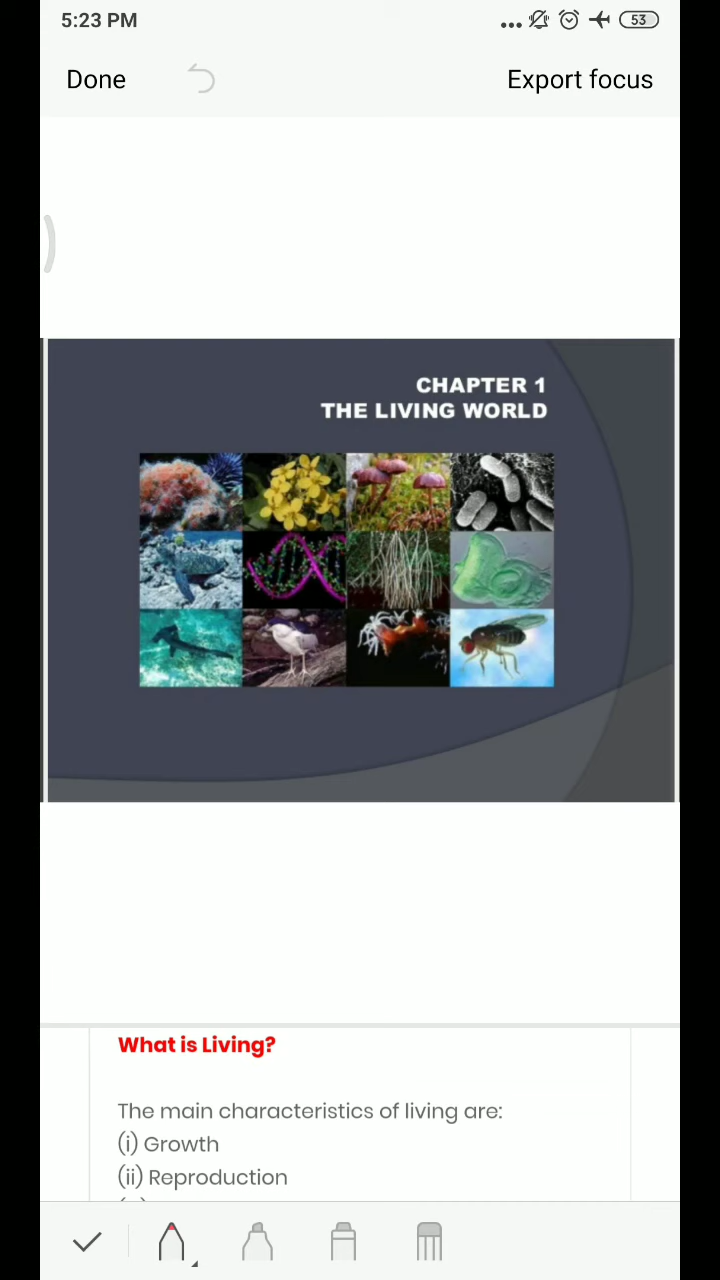 5:23 PM
53
Done
Export focus
CHAPTER 1
THE LIVING WORLD
What is Living?
The main characteristics of living are:
(i) Growth
(ii) Reproduction